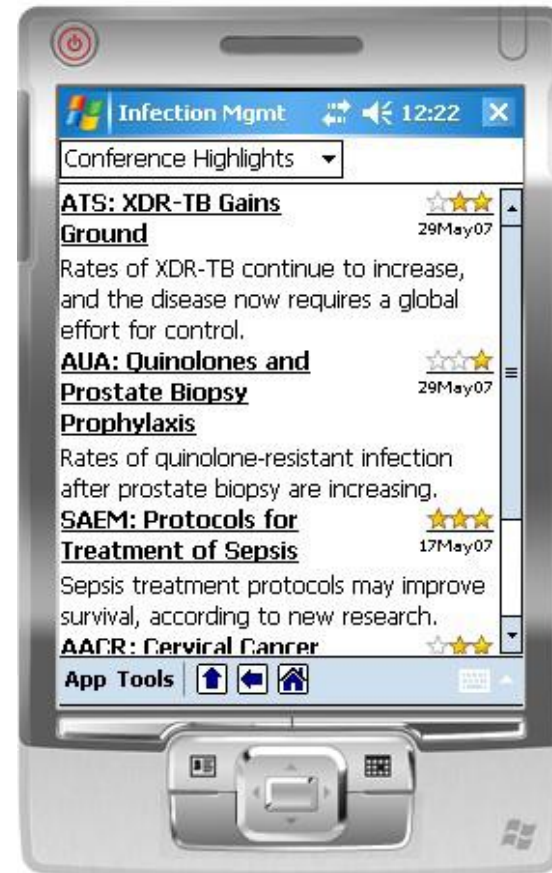 Infection Mgmt 12:22
Conference Highlights
ATS: XDR-TB Gains
Ground
29May07
Rates of XDR-TB continue to increase,
and the disease now requires a global
effort for control.
AUA: Quinolones and
Prostate Biopsy
29May07
Prophylaxis
Rates of quinolone-resistant infection
after prostate biopsy are increasing.
SAEM: Protocols for
Treatment of Sepsis
17May07
Sepsis treatment protocols may improve
survival, according to new research.
AACR: Cervical Cancer
App Tools